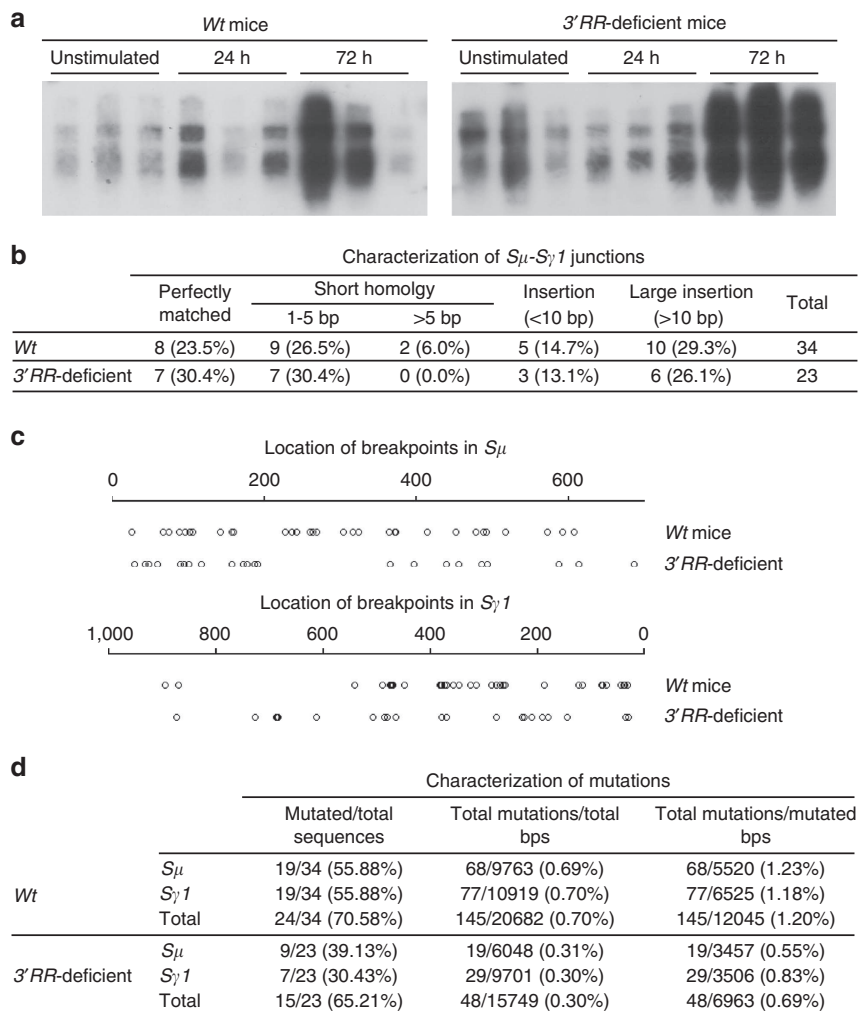 a
Wt mice
3′RR-deficient mice
Unstimulated 24 h 72 h
Unstimulated 24 h 72 h
b
Characterization of Sμ-Sγ1 junctions
Perfectly matched Short homology Insertion (<10 bp) Large insertion (>10 bp) Total
1-5 bp >5 bp
Wt 8 (23.5%) 9 (26.5%) 2 (6.0%) 5 (14.7%) 10 (29.3%) 34
3′RR-deficient 7 (30.4%) 7 (30.4%) 0 (0.0%) 3 (13.1%) 6 (26.1%) 23
c
Location of breakpoints in Sμ
0 200 400 600
Wt mice
3′RR-deficient
Location of breakpoints in Sγ1
1,000 800 600 400 200 0
Wt mice
3′RR-deficient
d
Characterization of mutations
Mutated/total sequences Total mutations/total bps Total mutations/mutated bps
Sμ 19/34 (55.88%) 68/9763 (0.69%) 68/5520 (1.23%)
Wt Sγ1 19/34 (55.88%) 77/10919 (0.70%) 77/6525 (1.18%)
Total 24/34 (70.58%) 145/20682 (0.70%) 145/12045 (1.20%)
Sμ 9/23 (39.13%) 19/6048 (0.31%) 19/3457 (0.55%)
3′RR-deficient Sγ1 7/23 (30.43%) 29/9701 (0.30%) 29/3506 (0.83%)
Total 15/23 (65.21%) 48/15749 (0.30%) 48/6963 (0.69%)